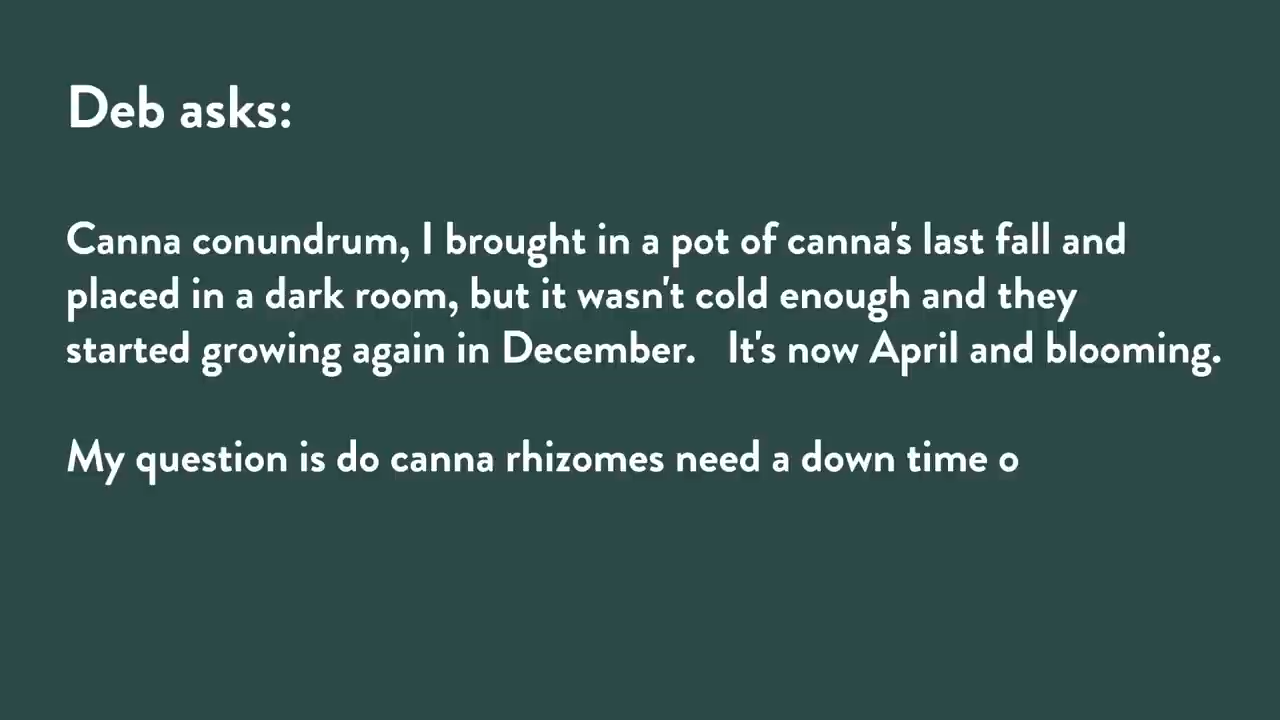 Deb asks:
Canna conundrum, I brought in a pot of canna's last fall and
placed in a dark room, but it wasn't cold enough and they
started growing again in December.   It's now April and blooming.
My question is do canna rhizomes need a down time o